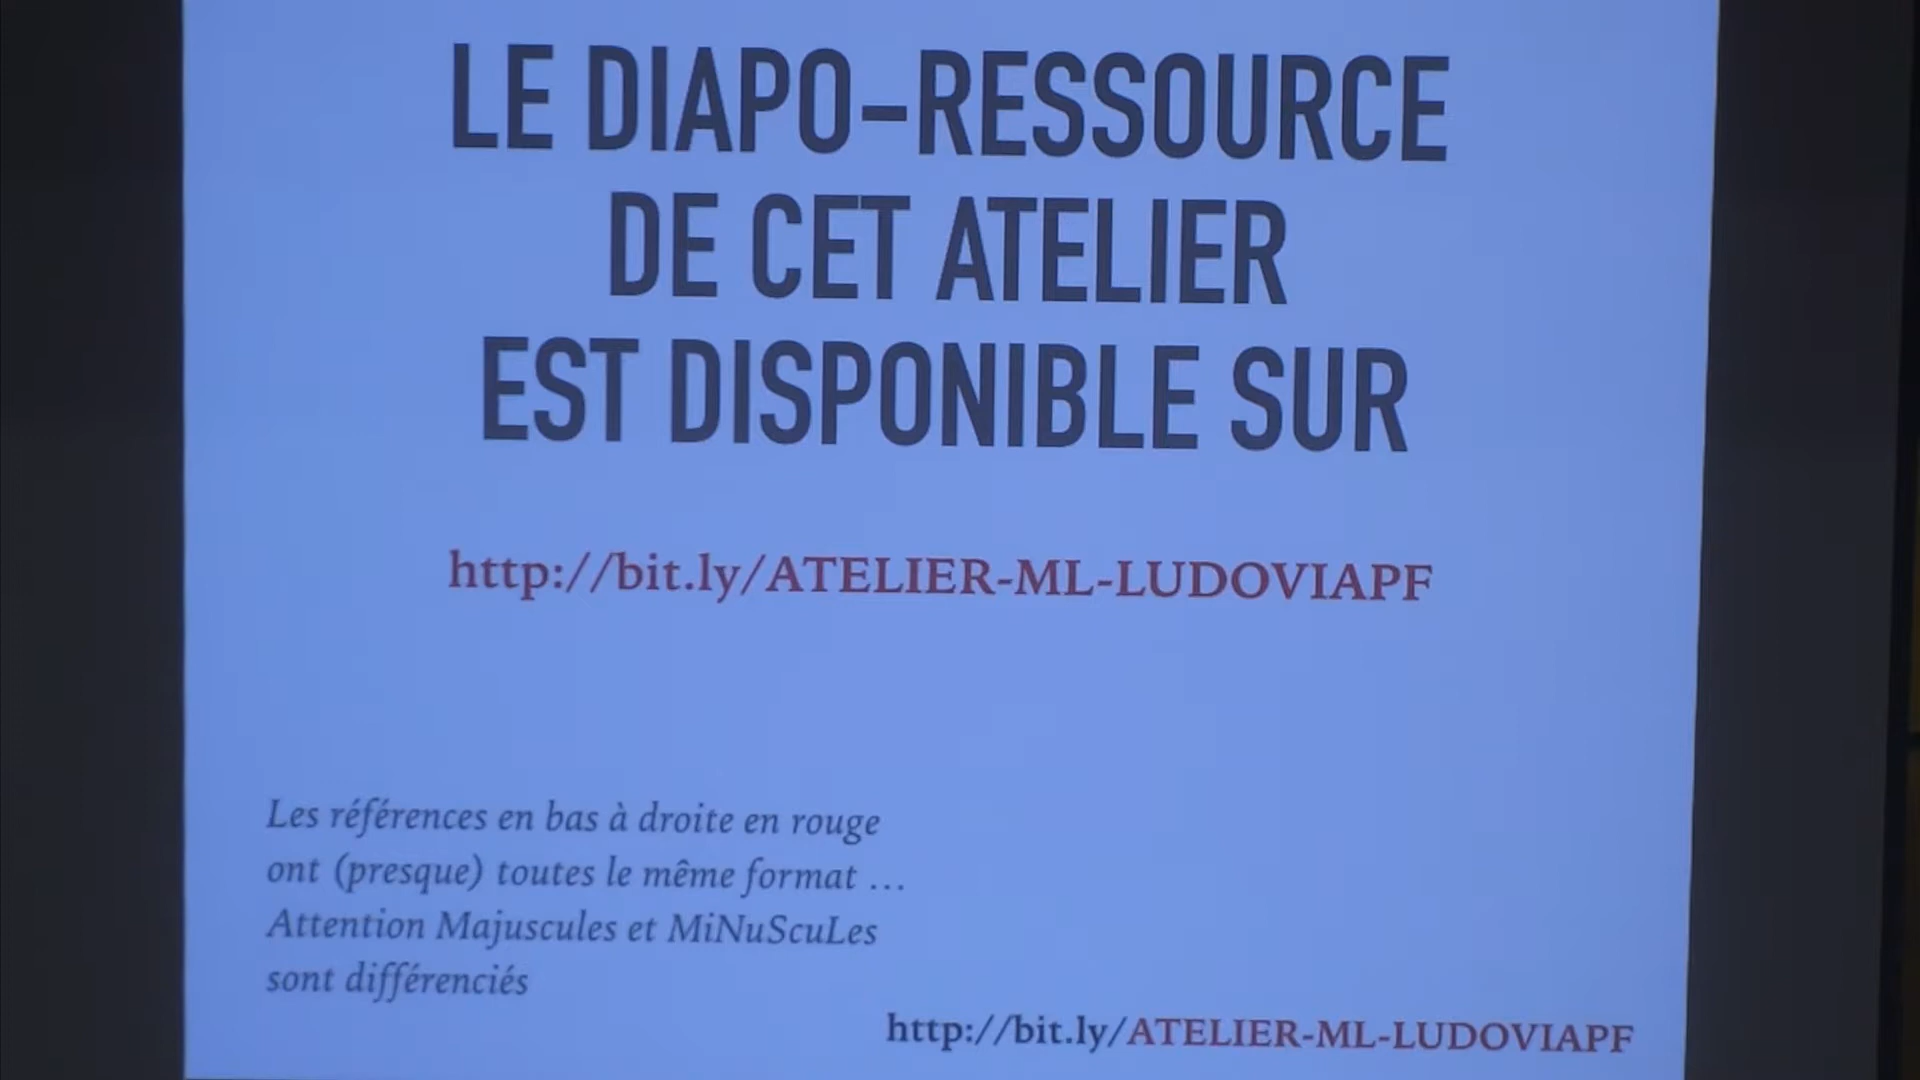 LE DIAPO-RESSOURCE
DE CET ATELIER
EST DISPONIBLE SUR
http://bit.ly/ATELIER-ML-LUDOVIAPF
Les références en bas à droite en rouge
ont (presque) toutes le même format ...
Attention Majuscules et MiNuScuLes
sont différenciés
http://bit.ly/ATELIER-ML-LUDOVIAPF